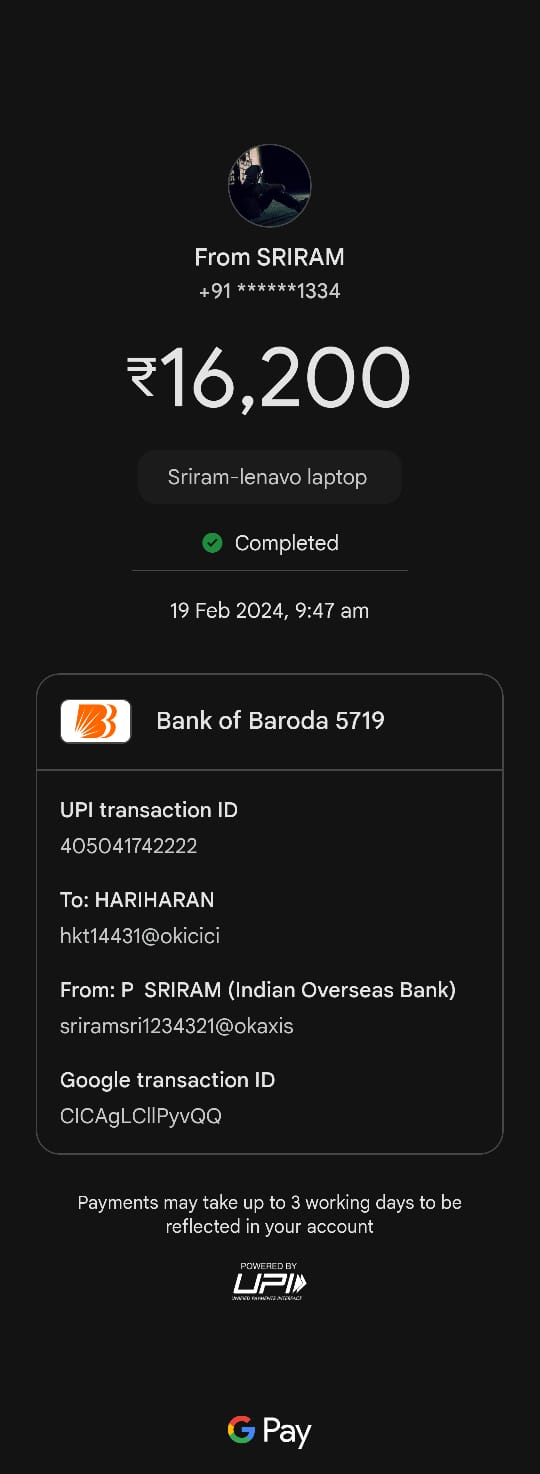 From SRIRAM
+91 ******1334
₹16,200
Sriram-lenavo laptop
Completed
19 Feb 2024, 9:47 am
Bank of Baroda 5719
UPI transaction ID
405041742222
To: HARIHARAN
hkt14431@okicici
From: P  SRIRAM (Indian Overseas Bank)
sriramsri1234321@okaxis
Google transaction ID
CICAgLCllPyvQQ
Payments may take up to 3 working days to be
reflected in your account
POWERED BY
UPI
UNIFIED PAYMENTS INTERFACE
G Pay